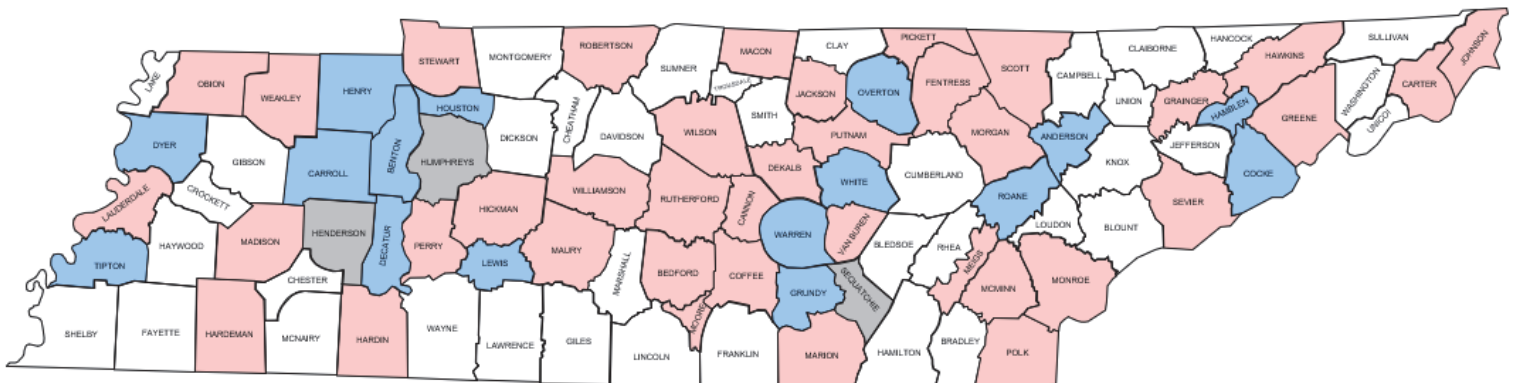 LAKE
OBION
WEAKLEY
HENRY
STEWART
MONTGOMERY
ROBERTSON
SUMNER
MACON
CLAY
PICKETT
SCOTT
CAMPBELL
CLAIBORNE
HANCOCK
HAWKINS
SULLIVAN
JOHNSON
CARTER
WASHINGTON
UNICOI
GREENE
HAMBLEN
GRAINGER
UNION
ANDERSON
MORGAN
FENTRESS
OVERTON
JACKSON
TROUSDALE
SMITH
WILSON
DAVIDSON
CHEATHAM
DICKSON
HOUSTON
HUMPHREYS
BENTON
CARROLL
GIBSON
DYER
LAUDERDALE
CROCKETT
HAYWOOD
MADISON
HENDERSON
DECATUR
PERRY
HICKMAN
WILLIAMSON
RUTHERFORD
CANNON
DEKALB
PUTNAM
WHITE
CUMBERLAND
ROANE
KNOX
JEFFERSON
COCKE
SEVIER
BLOUNT
LOUDON
RHEA
BLEDSOE
VAN BUREN
WARREN
COFFEE
BEDFORD
MARSHALL
MAURY
LEWIS
CHESTER
TIPTON
SHELBY
FAYETTE
HARDEMAN
MCNAIRY
HARDIN
WAYNE
LAWRENCE
GILES
LINCOLN
MOORE
FRANKLIN
GRUNDY
SEQUATCHIE
MARION
HAMILTON
BRADLEY
MEIGS
MCMINN
MONROE
POLK